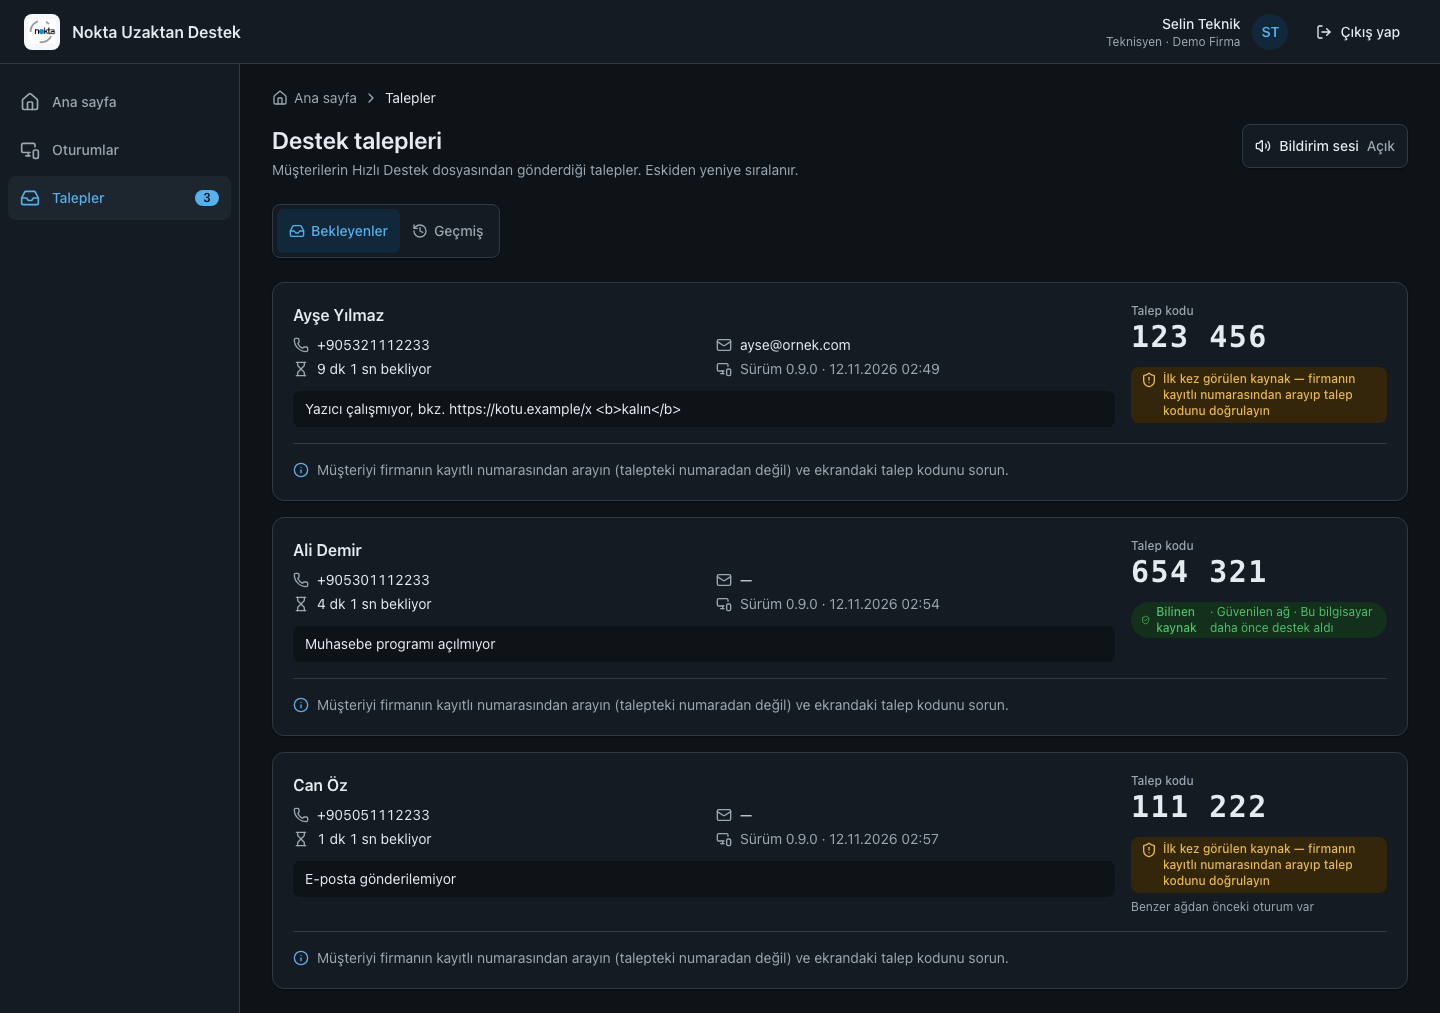 nokta
Nokta Uzaktan Destek
Selin Teknik
Teknisyen · Demo Firma
ST
Çıkış yap
Ana sayfa
Oturumlar
Talepler
3
Ana sayfa
Talepler
Destek talepleri
Müşterilerin Hızlı Destek dosyasından gönderdiği talepler. Eskiden yeniye sıralanır.
Bildirim sesi Açık
Bekleyenler
Geçmiş
Ayşe Yılmaz
+905321112233
ayse@ornek.com
9 dk 1 sn bekliyor
Sürüm 0.9.0 · 12.11.2026 02:49
Yazıcı çalışmıyor, bkz. https://kotu.example/x <b>kalın</b>
Talep kodu
123 456
İlk kez görülen kaynak — firmanın
kayıtlı numarasından arayıp talep
kodunu doğrulayın
Müşteriyi firmanın kayıtlı numarasından arayın (talepteki numaradan değil) ve ekrandaki talep kodunu sorun.
Ali Demir
+905301112233
—
4 dk 1 sn bekliyor
Sürüm 0.9.0 · 12.11.2026 02:54
Muhasebe programı açılmıyor
Talep kodu
654 321
Bilinen
kaynak
· Güvenilen ağ · Bu bilgisayar
daha önce destek aldı
Müşteriyi firmanın kayıtlı numarasından arayın (talepteki numaradan değil) ve ekrandaki talep kodunu sorun.
Can Öz
+905051112233
—
1 dk 1 sn bekliyor
Sürüm 0.9.0 · 12.11.2026 02:57
E-posta gönderilemiyor
Talep kodu
111 222
İlk kez görülen kaynak — firmanın
kayıtlı numarasından arayıp talep
kodunu doğrulayın
Benzer ağdan önceki oturum var
Müşteriyi firmanın kayıtlı numarasından arayın (talepteki numaradan değil) ve ekrandaki talep kodunu sorun.